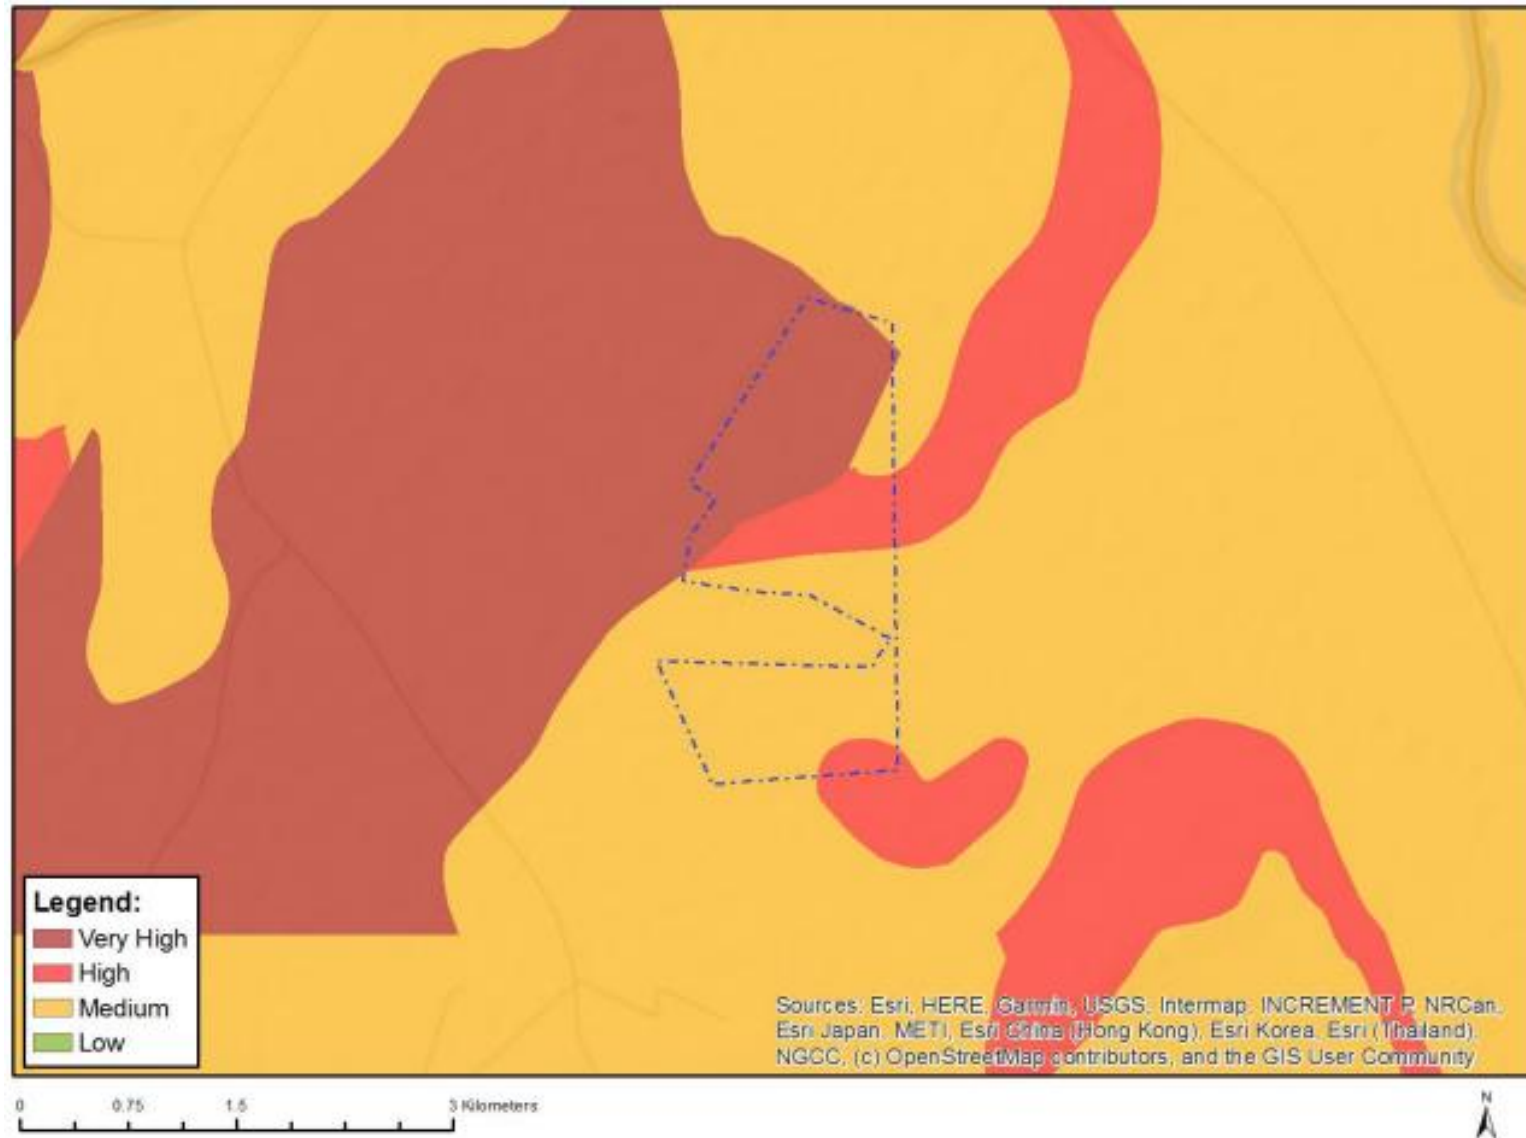 Legend:
Very High
High
Medium
Low
Sources: Esri, HERE, Garmin, USGS, Intermap, INCREMENT P, NRCan,
Esri Japan, METI, Esri China (Hong Kong), Esri Korea, Esri (Thailand),
NGCC, (c) OpenStreetMap contributors, and the GIS User Community
0 0.75 1.5 3 Kilometers
N